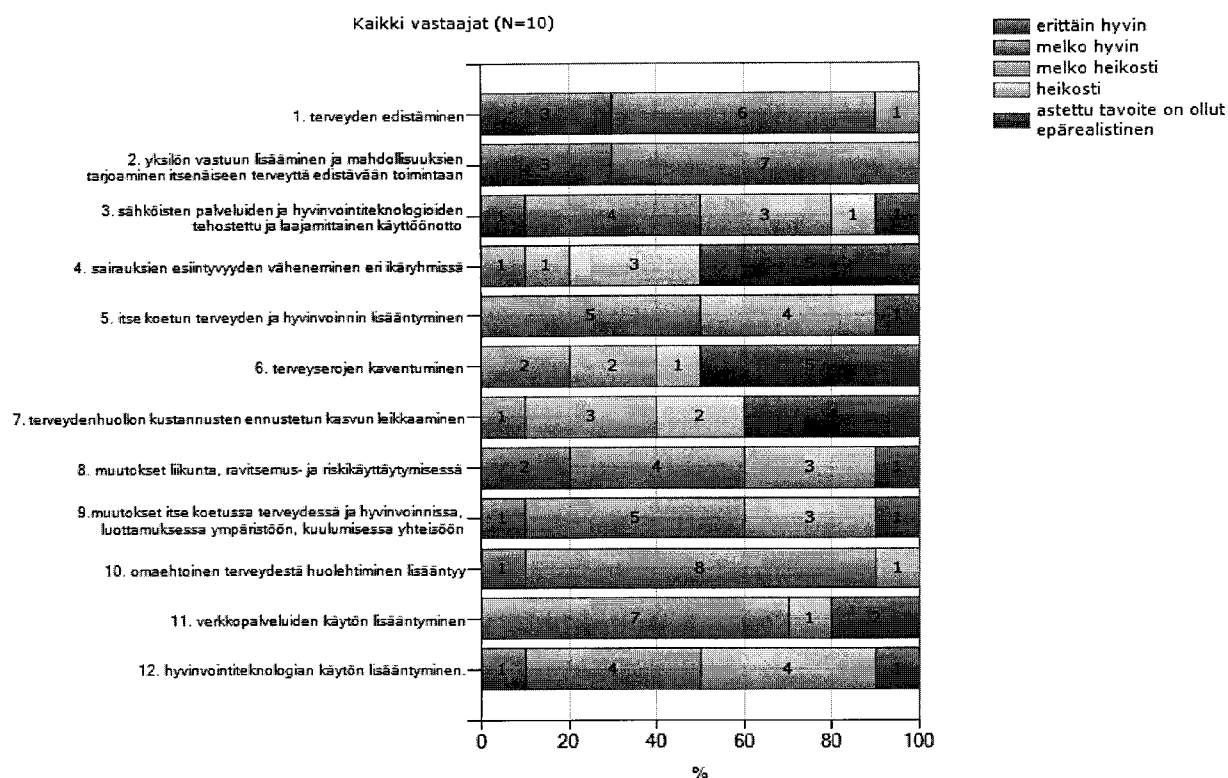 Kaikki vastaajat (N=10)
erittäin hyvin
melko hyvin
melko heikosti
heikosti
astettu tavoite on ollut
epärealistinen
1. terveyden edistäminen
3 6 1
2. yksilön vastuun lisääminen ja mahdollisuuksien
tarjoaminen itsenäiseen terveyttä edistävään toimintaan
3 7
3. sähköisten palveluiden ja hyvinvointiteknologioiden
tehostettu ja laajamittainen käyttöönotto
1 4 3 1 1
4. sairauksien esiintyvyyden väheneminen eri ikäryhmissä
1 1 3
5. itse koetun terveyden ja hyvinvoinnin lisääntyminen
5 4 1
6. terveyserojen kaventuminen
2 2 1 5
7. terveydenhuollon kustannusten ennustetun kasvun leikkaaminen
1 3 2 4
8. muutokset liikunta, ravitsemus- ja riskikäyttäytymisessä
2 4 3 1
9.muutokset itse koetussa terveydessä ja hyvinvoinnissa,
luottamuksessa ympäristöön, kuulumisessa yhteisöön
1 5 3 1
10. omaehtoinen terveydestä huolehtiminen lisääntyy
1 8 1
11. verkkopalveluiden käytön lisääntyminen
7 1 2
12. hyvinvointiteknologian käytön lisääntyminen.
1 4 4 1
0 20 40 60 80 100
%